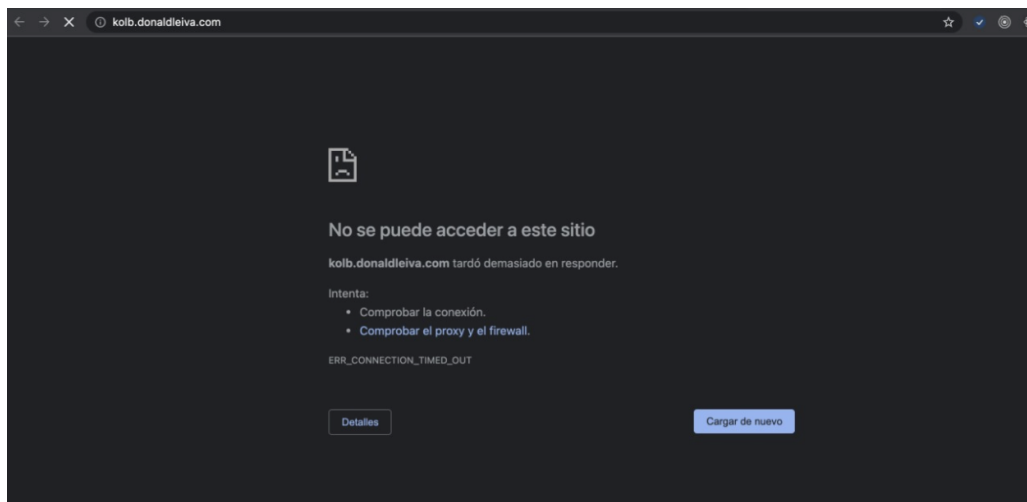 kolb.donaldleiva.com
No se puede acceder a este sitio
kolb.donaldleiva.com tardó demasiado en responder.
Intenta:
• Comprobar la conexión.
• Comprobar el proxy y el firewall.
ERR_CONNECTION_TIMED_OUT
Detalles
Cargar de nuevo